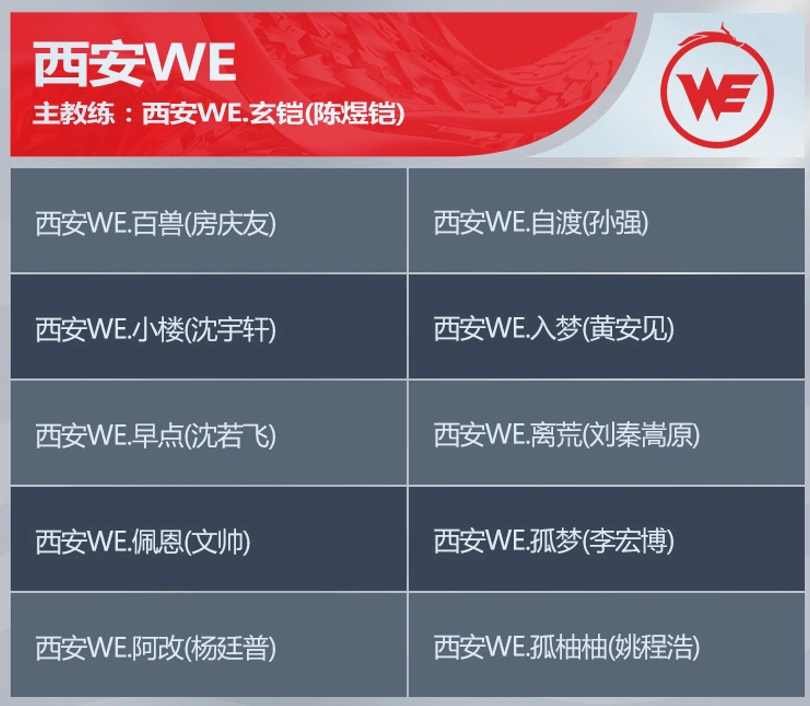 西安WE
主教练：西安WE.玄铠(陈煜铠)
WE
西安WE.百兽(房庆友)
西安WE.自渡(孙强)
西安WE.小楼(沈宇轩)
西安WE.入梦(黄安见)
西安WE.早点(沈若飞)
西安WE.离荒(刘秦嵩原)
西安WE.佩恩(文帅)
西安WE.孤梦(李宏博)
西安WE.阿改(杨廷普)
西安WE.孤柚柚(姚程浩)